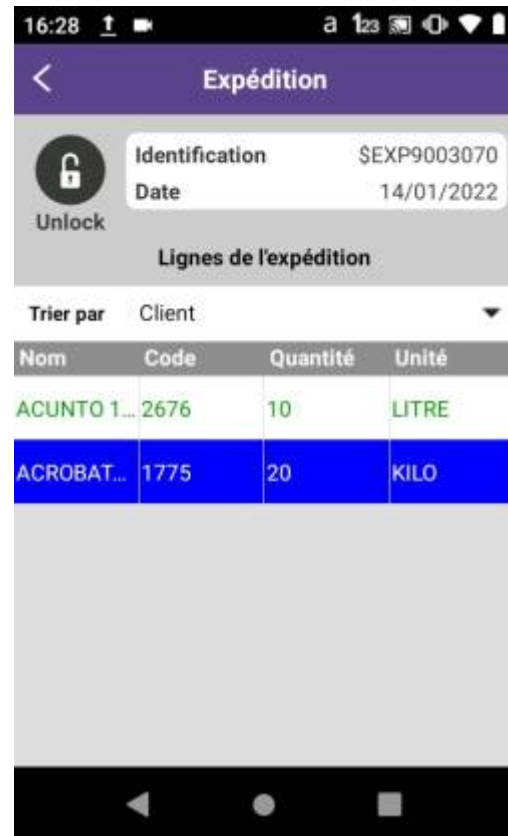 16:28 a 123
Expédition
Identification $EXP9003070
Date 14/01/2022
Unlock
Lignes de l'expédition
Trier par Client
Nom Code Quantité Unité
ACUNTO 1... 2676 10 LITRE
ACROBAT... 1775 20 KILO